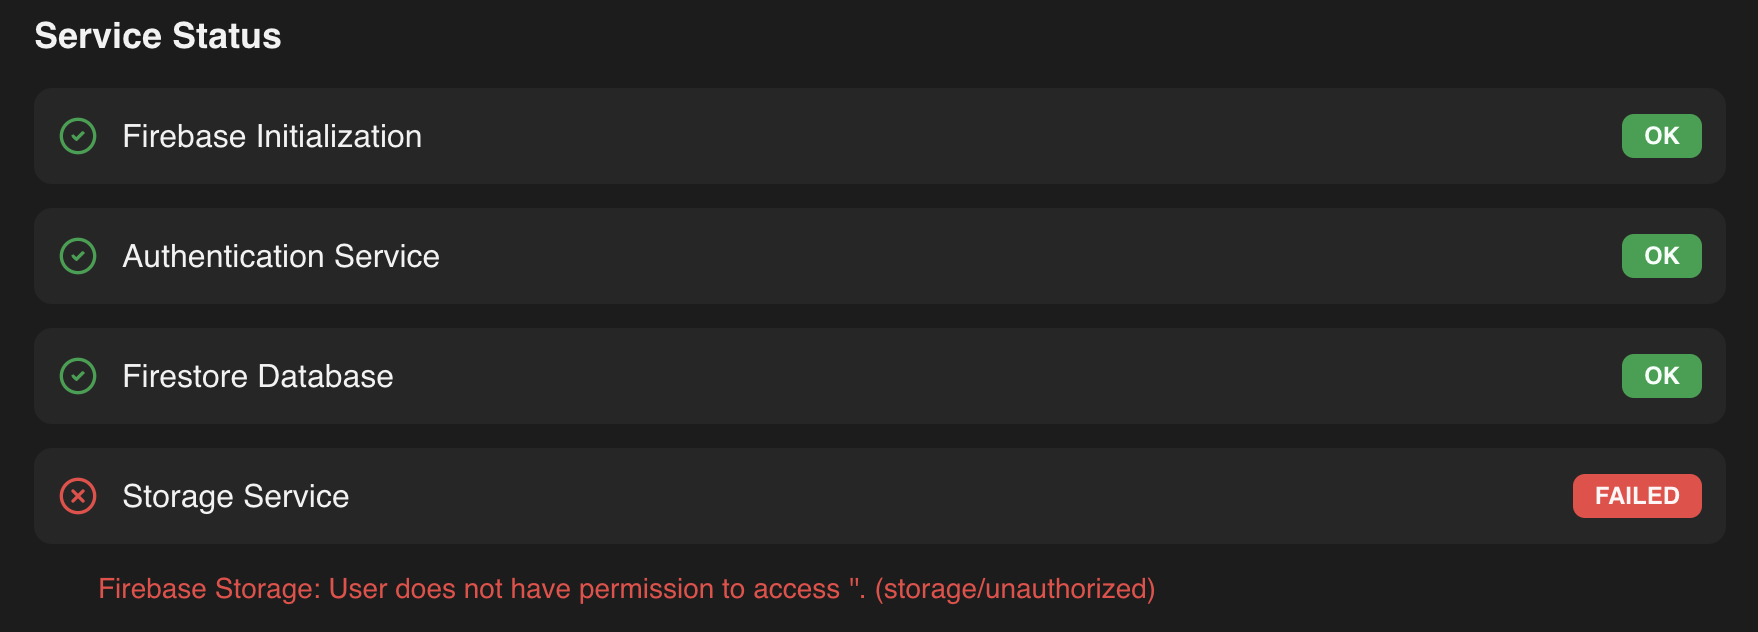 Service Status
Firebase Initialization OK
Authentication Service OK
Firestore Database OK
Storage Service FAILED
Firebase Storage: User does not have permission to access ''. (storage/unauthorized)